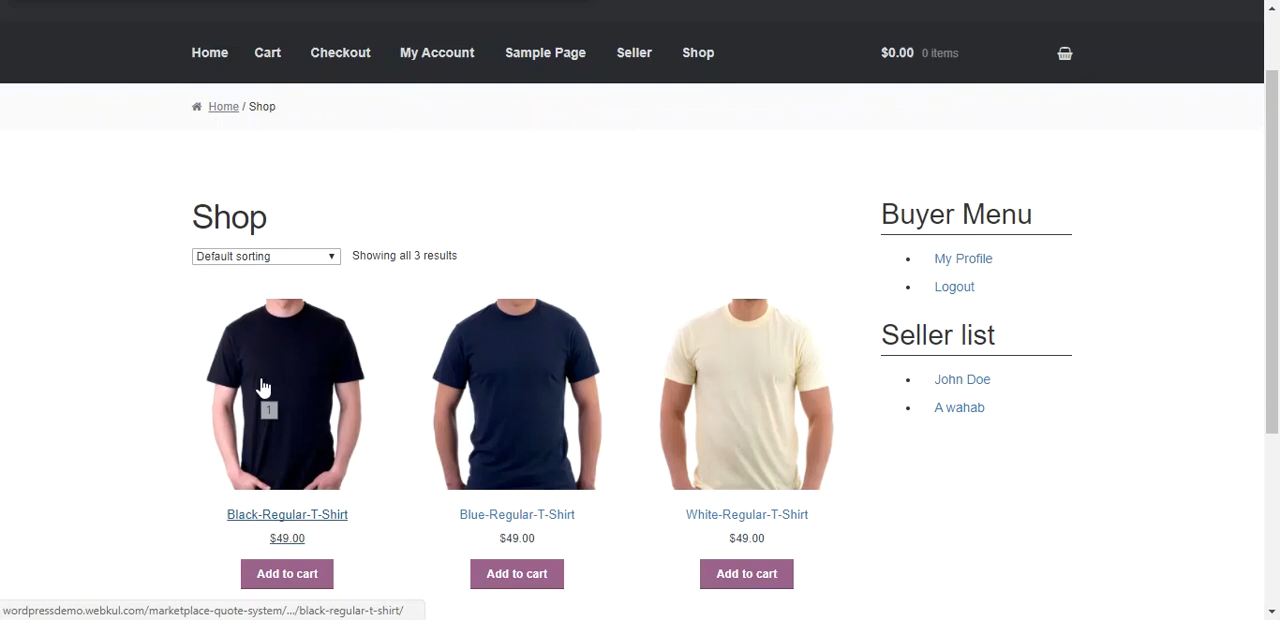 Home Cart Checkout My Account Sample Page Seller Shop $0.00 0 items
Home / Shop
Shop
Default sorting
Showing all 3 results
1
Black-Regular-T-Shirt
$49.00
Add to cart
Blue-Regular-T-Shirt
$49.00
Add to cart
White-Regular-T-Shirt
$49.00
Add to cart
Buyer Menu
My Profile
Logout
Seller list
John Doe
A wahab
wordpressdemo.webkul.com/marketplace-quote-system/.../black-regular-t-shirt/